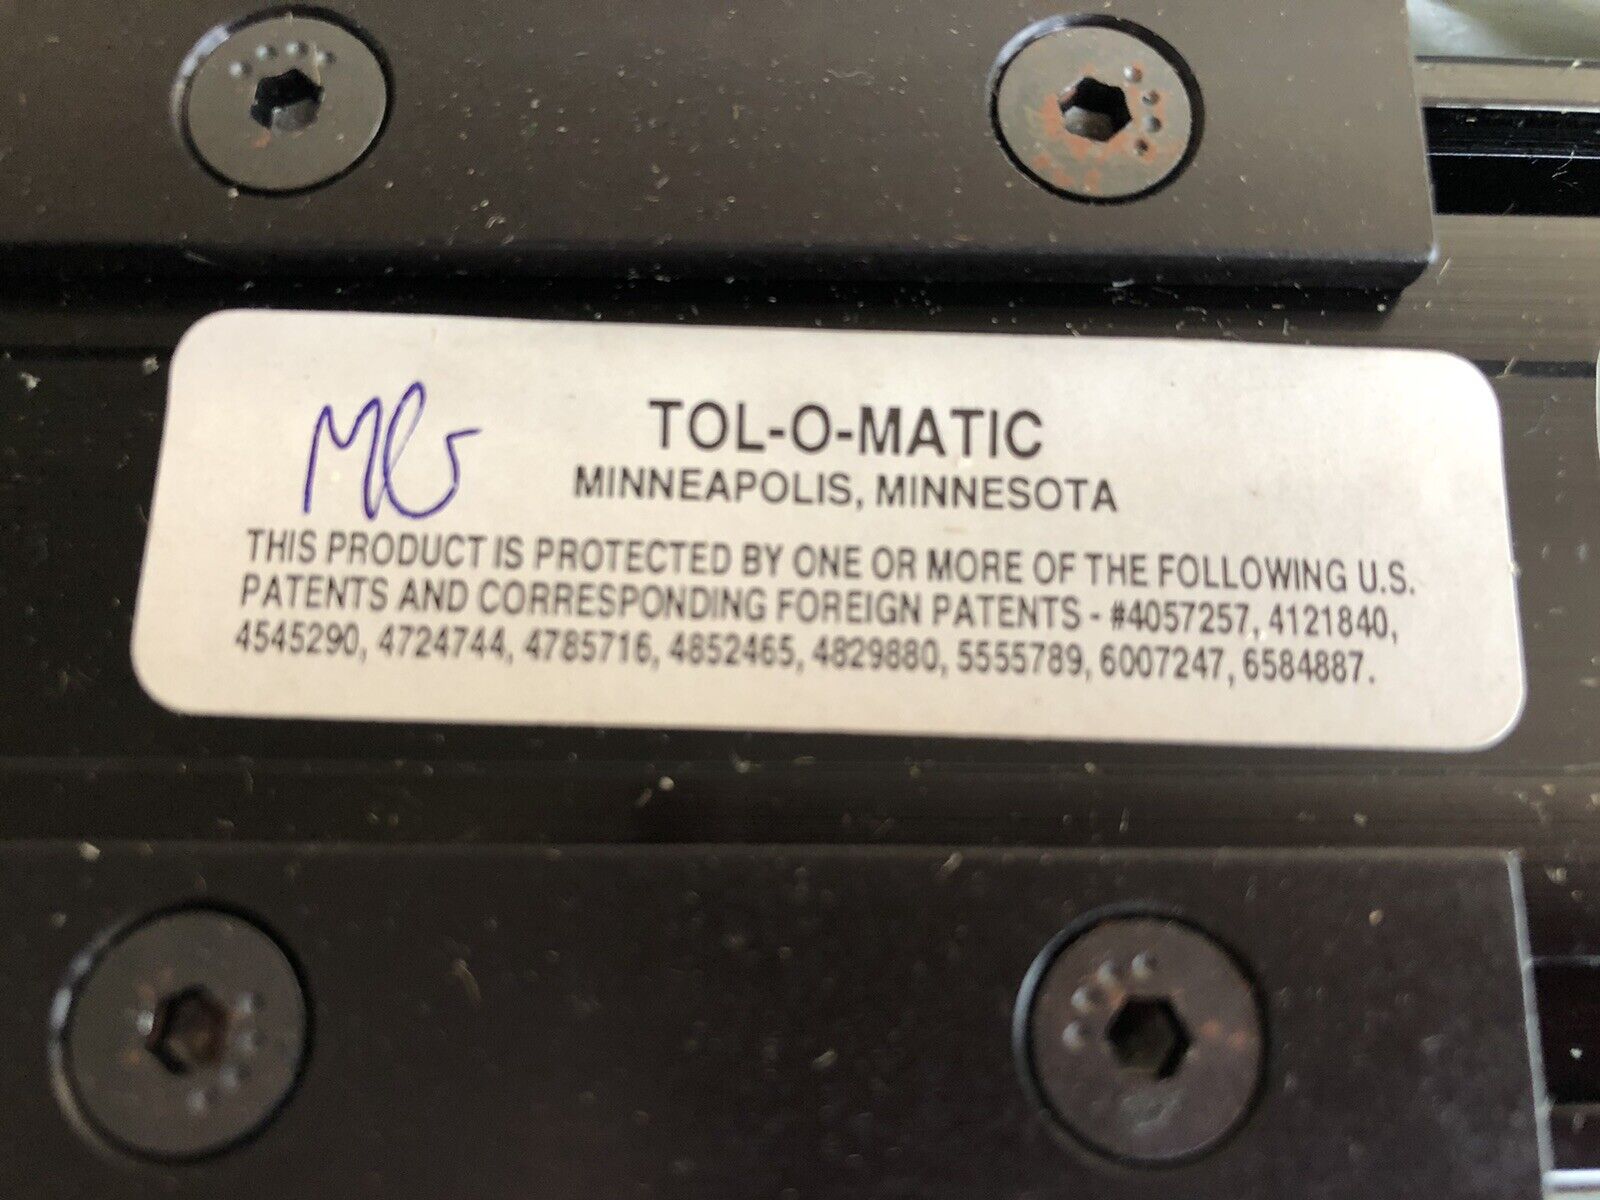 TOL-O-MATIC
MINNEAPOLIS, MINNESOTA
THIS PRODUCT IS PROTECTED BY ONE OR MORE OF THE FOLLOWING U.S.
PATENTS AND CORRESPONDING FOREIGN PATENTS - #4057257, 4121840,
4545290, 4724744, 4785716, 4852465, 4829880, 5555789, 6007247, 6584887.